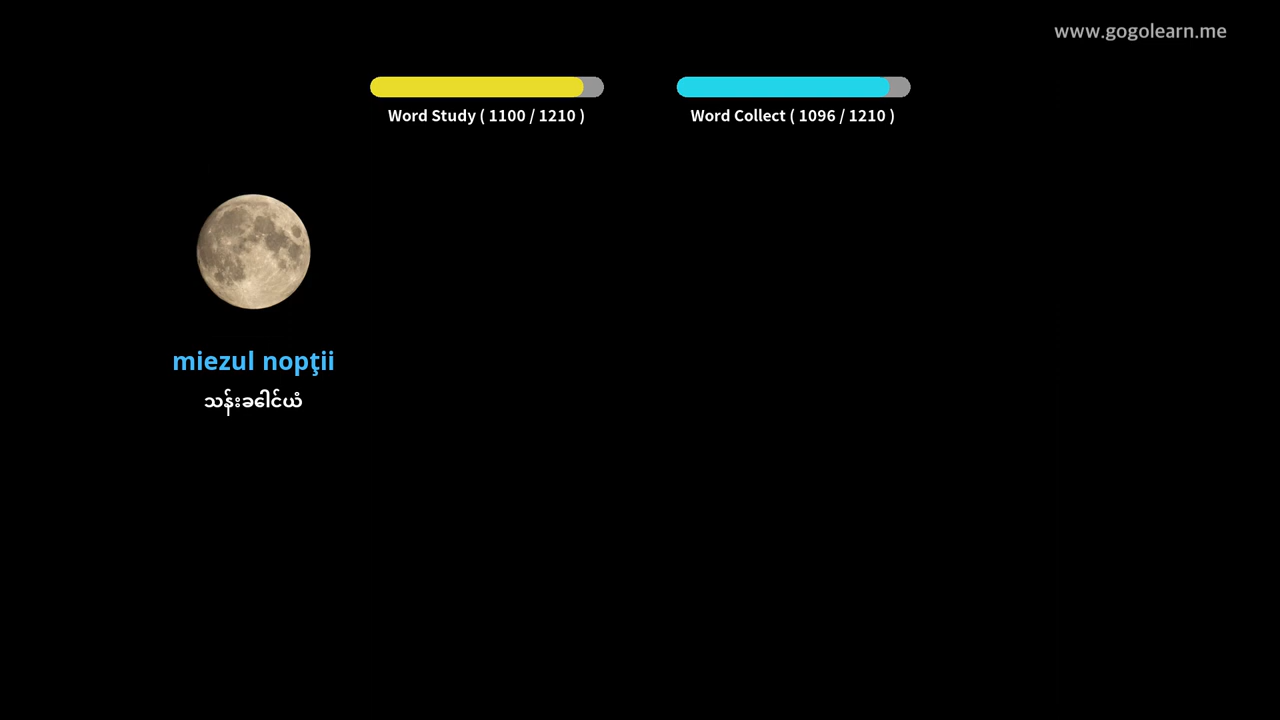 www.gogolearn.me
Word Study ( 1100 / 1210 )
Word Collect ( 1096 / 1210 )
miezul nopţii
သန်းခေါင်ယံ